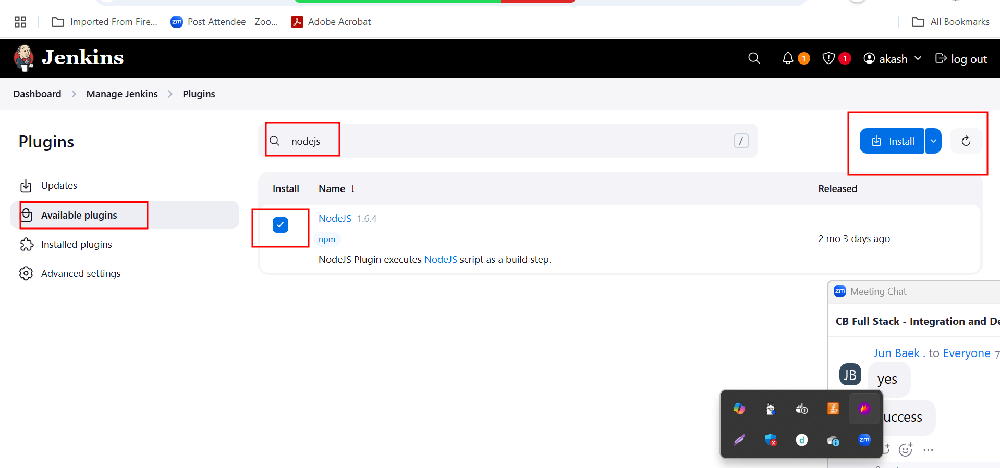 Imported From Fire...
Post Attendee - Zoo...
Adobe Acrobat
All Bookmarks
Jenkins
1
1
akash
log out
Dashboard
Manage Jenkins
Plugins
Plugins
nodejs
/
Install
Updates
Available plugins
Installed plugins
Advanced settings
Install
Name ↓
Released
NodeJS 1.6.4
npm
2 mo 3 days ago
NodeJS Plugin executes NodeJS script as a build step.
zm Meeting Chat
CB Full Stack - Integration and De
Jun Baek . to Everyone 7
JB
yes
uccess
d
zm